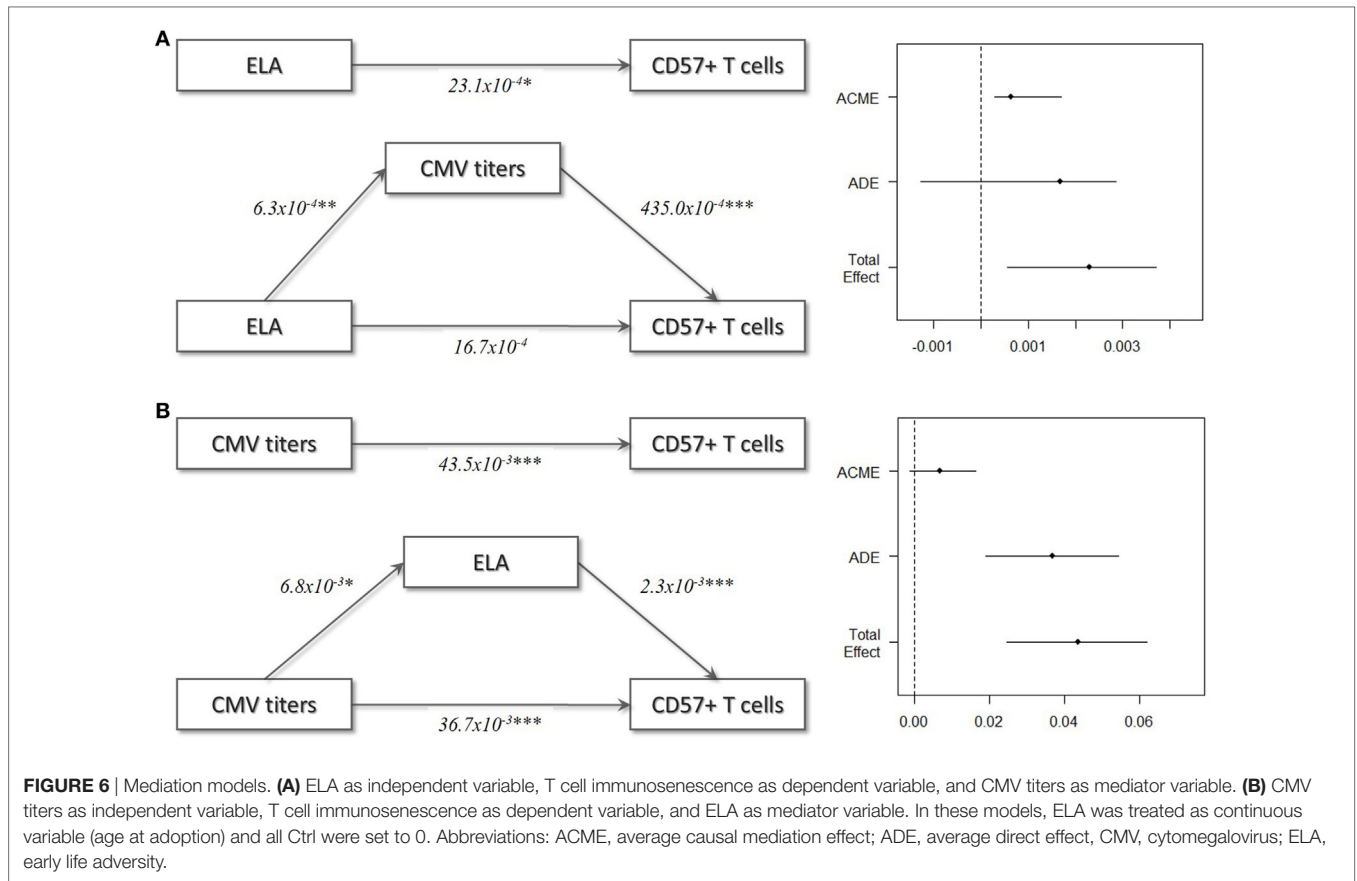 A
ELA
CD57+ T cells
23.1x10⁻⁴*
CMV titers
6.3x10⁻⁴**
435.0x10⁻⁴***
ELA
CD57+ T cells
16.7x10⁻⁴
ACME
ADE
Total
Effect
-0.001 0.001 0.003
B
CMV titers
CD57+ T cells
43.5x10⁻³***
ELA
6.8x10⁻³*
2.3x10⁻³***
CMV titers
CD57+ T cells
36.7x10⁻³***
ACME
ADE
Total
Effect
0.00 0.02 0.04 0.06
FIGURE 6 | Mediation models. (A) ELA as independent variable, T cell immunosenescence as dependent variable, and CMV titers as mediator variable. (B) CMV
titers as independent variable, T cell immunosenescence as dependent variable, and ELA as mediator variable. In these models, ELA was treated as continuous
variable (age at adoption) and all Ctrl were set to 0. Abbreviations: ACME, average causal mediation effect; ADE, average direct effect, CMV, cytomegalovirus; ELA,
early life adversity.